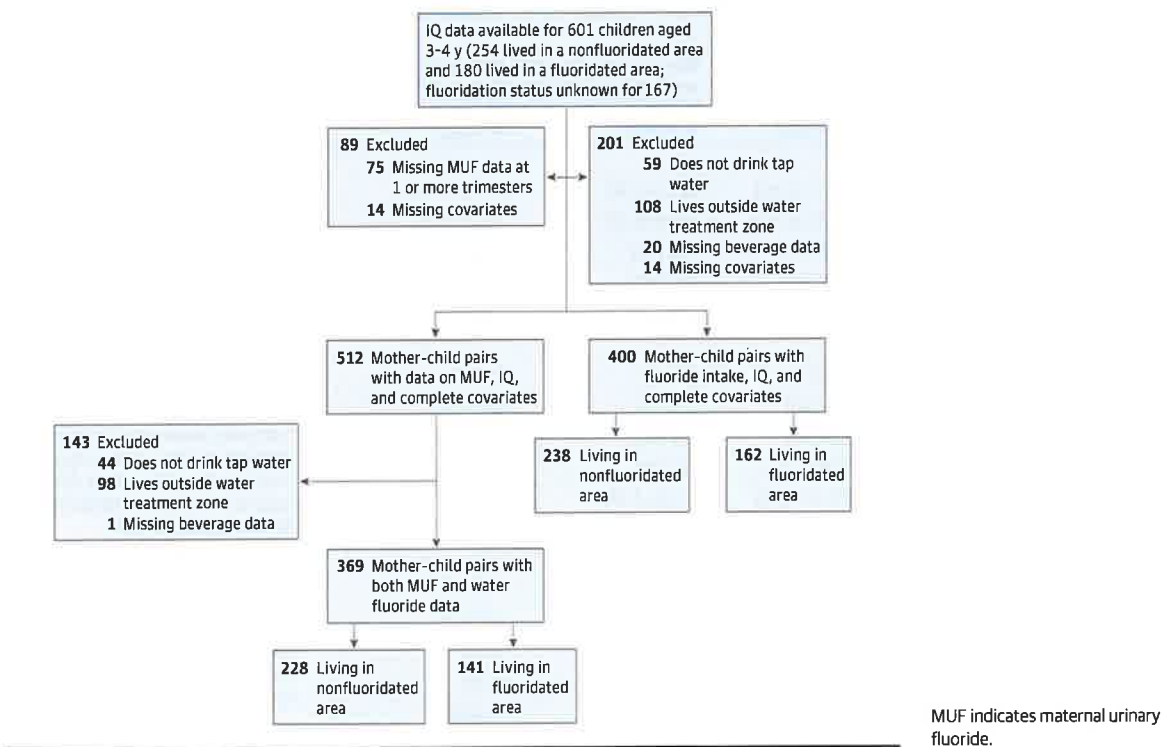 IQ data available for 601 children aged
3-4 y (254 lived in a nonfluoridated area
and 180 lived in a fluoridated area;
fluoridation status unknown for 167)
89 Excluded
75 Missing MUF data at
1 or more trimesters
14 Missing covariates
201 Excluded
59 Does not drink tap
water
108 Lives outside water
treatment zone
20 Missing beverage data
14 Missing covariates
512 Mother-child pairs
with data on MUF, IQ,
and complete covariates
400 Mother-child pairs with
fluoride intake, IQ, and
complete covariates
143 Excluded
44 Does not drink tap water
98 Lives outside water
treatment zone
1 Missing beverage data
238 Living in
nonfluoridated
area
162 Living in
fluoridated
area
369 Mother-child pairs with
both MUF and water
fluoride data
228 Living in
nonfluoridated
area
141 Living in
fluoridated
area
MUF indicates maternal urinary
fluoride.